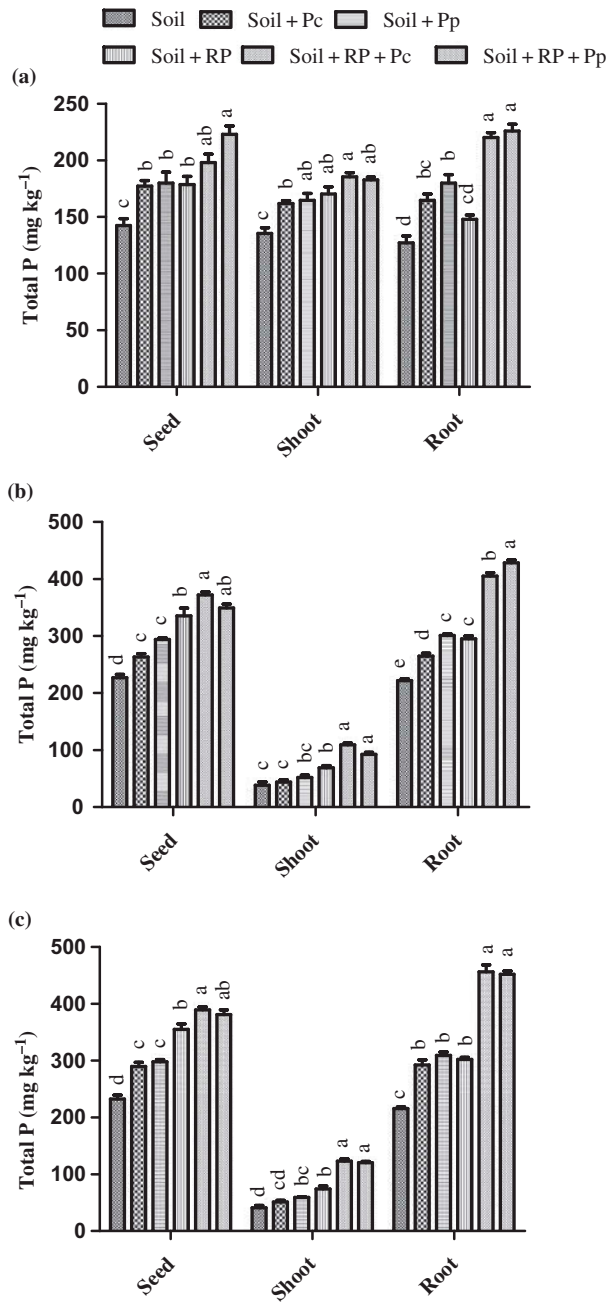 Soil Soil + Pc Soil + Pp
Soil + RP Soil + RP + Pc Soil + RP + Pp
(a)
250
200
150
100
50
0
Total P (mg kg⁻¹)
c b b b ab a
c b ab ab a ab
d bc b cd a a
Seed Shoot Root
(b)
500
400
300
200
100
0
Total P (mg kg⁻¹)
d c c b a ab
c c bc b a a
e d c c b a
Seed Shoot Root
(c)
500
400
300
200
100
0
Total P (mg kg⁻¹)
d c c b a ab
d cd bc b a a
c b b b a a
Seed Shoot Root